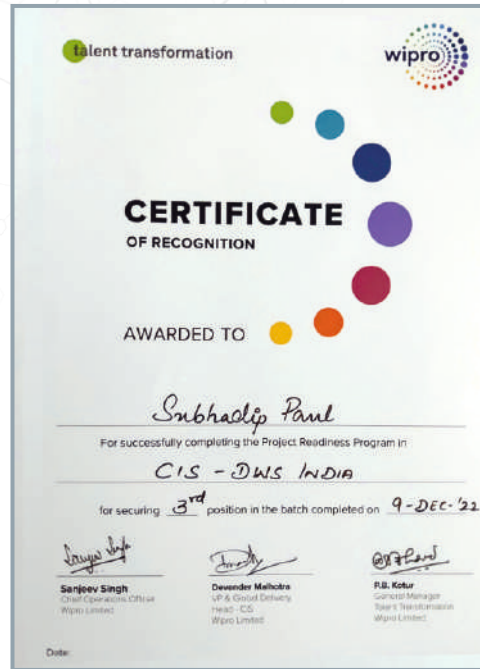 talent transformation
wipro
CERTIFICATE
OF RECOGNITION
AWARDED TO
Subhadip Paul
For successfully completing the Project Readiness Program in
CIS - DWS INDIA
for securing 3rd position in the batch completed on 9-DEC-'22
Sanjeev Singh
Chief Operations Officer
Wipro Limited
Devender Malhotra
VP & Global Delivery
Head - CIS
Wipro Limited
P.B. Kotur
General Manager
Talent Transformation
Wipro Limited
Date: